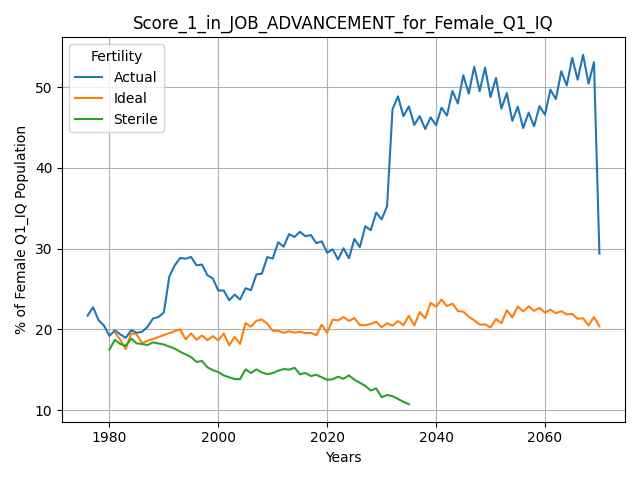 Score_1_in_JOB_ADVANCEMENT_for_Female_Q1_IQ
Fertility
Actual
Ideal
Sterile
% of Female Q1_IQ Population
50
40
30
20
10
1980 2000 2020 2040 2060
Years